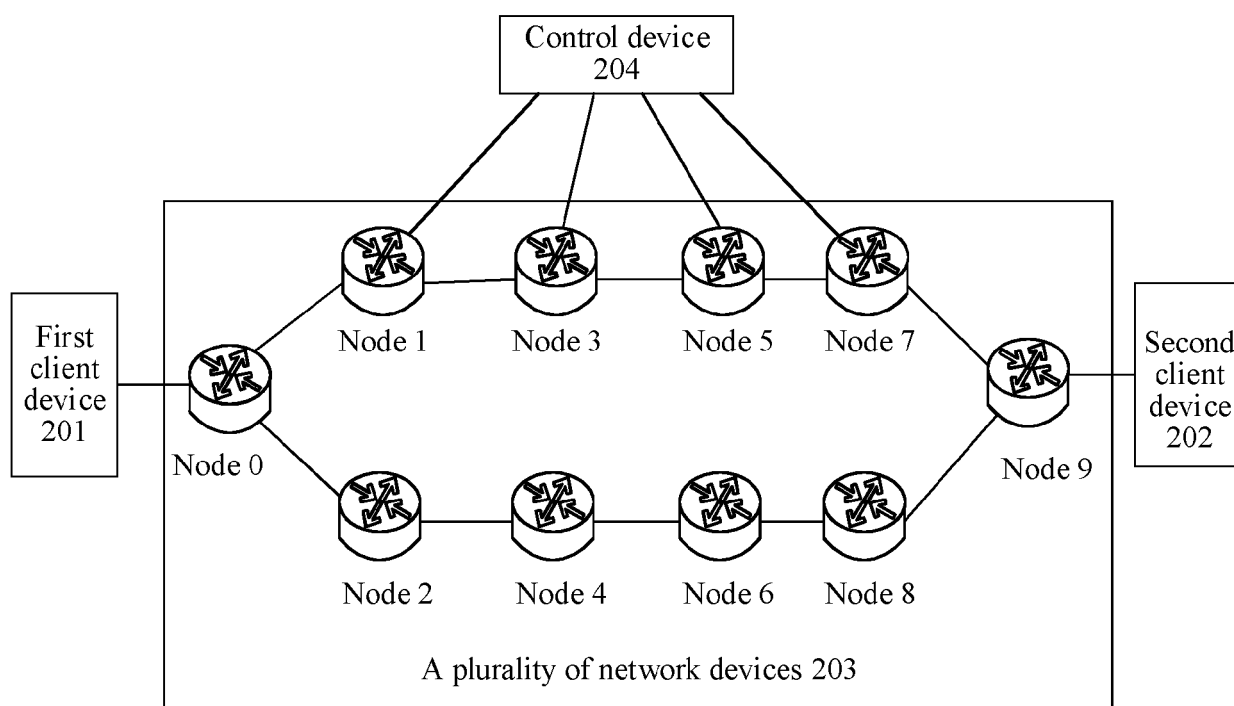 Control device
204
Node 1
Node 3
Node 5
Node 7
First
client
device
201
Second
client
device
202
Node 0
Node 9
Node 2
Node 4
Node 6
Node 8
A plurality of network devices 203